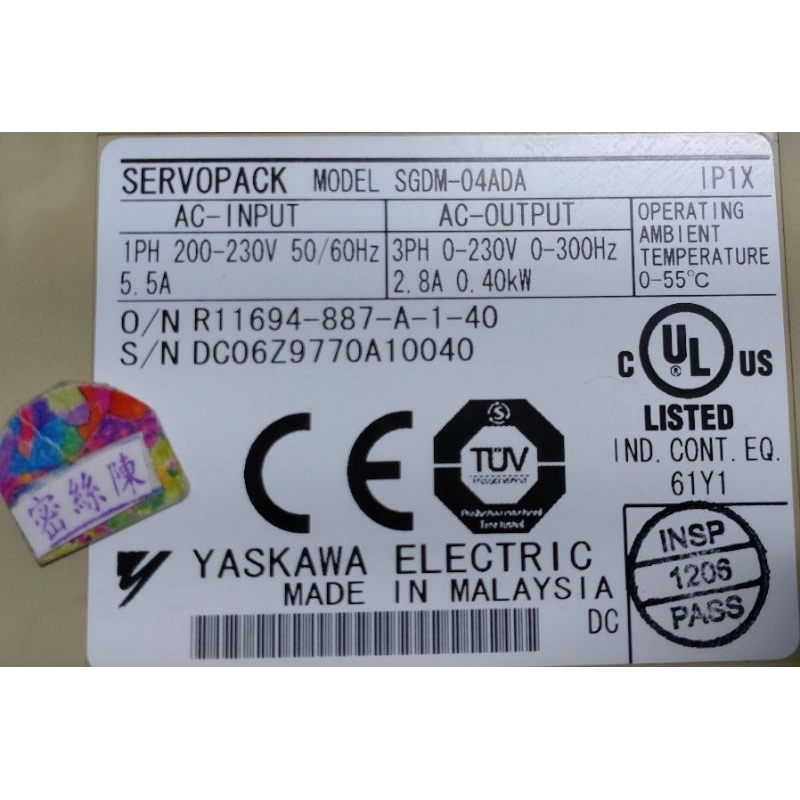 SERVOPACK MODEL SGDM-04ADA IP1X
AC-INPUT
1PH 200-230V 50/60Hz
5.5A
AC-OUTPUT
3PH 0-230V 0-300Hz
2.8A 0.40kW
OPERATING
AMBIENT
TEMPERATURE
0-55°C
O/N R11694-887-A-1-40
S/N DC06Z9770A10040
C UL® US
LISTED
IND. CONT. EQ.
61Y1
CE
S
TÜV
密絲陳
YASKAWA ELECTRIC
MADE IN MALAYSIA
DC
INSP
1206
PASS